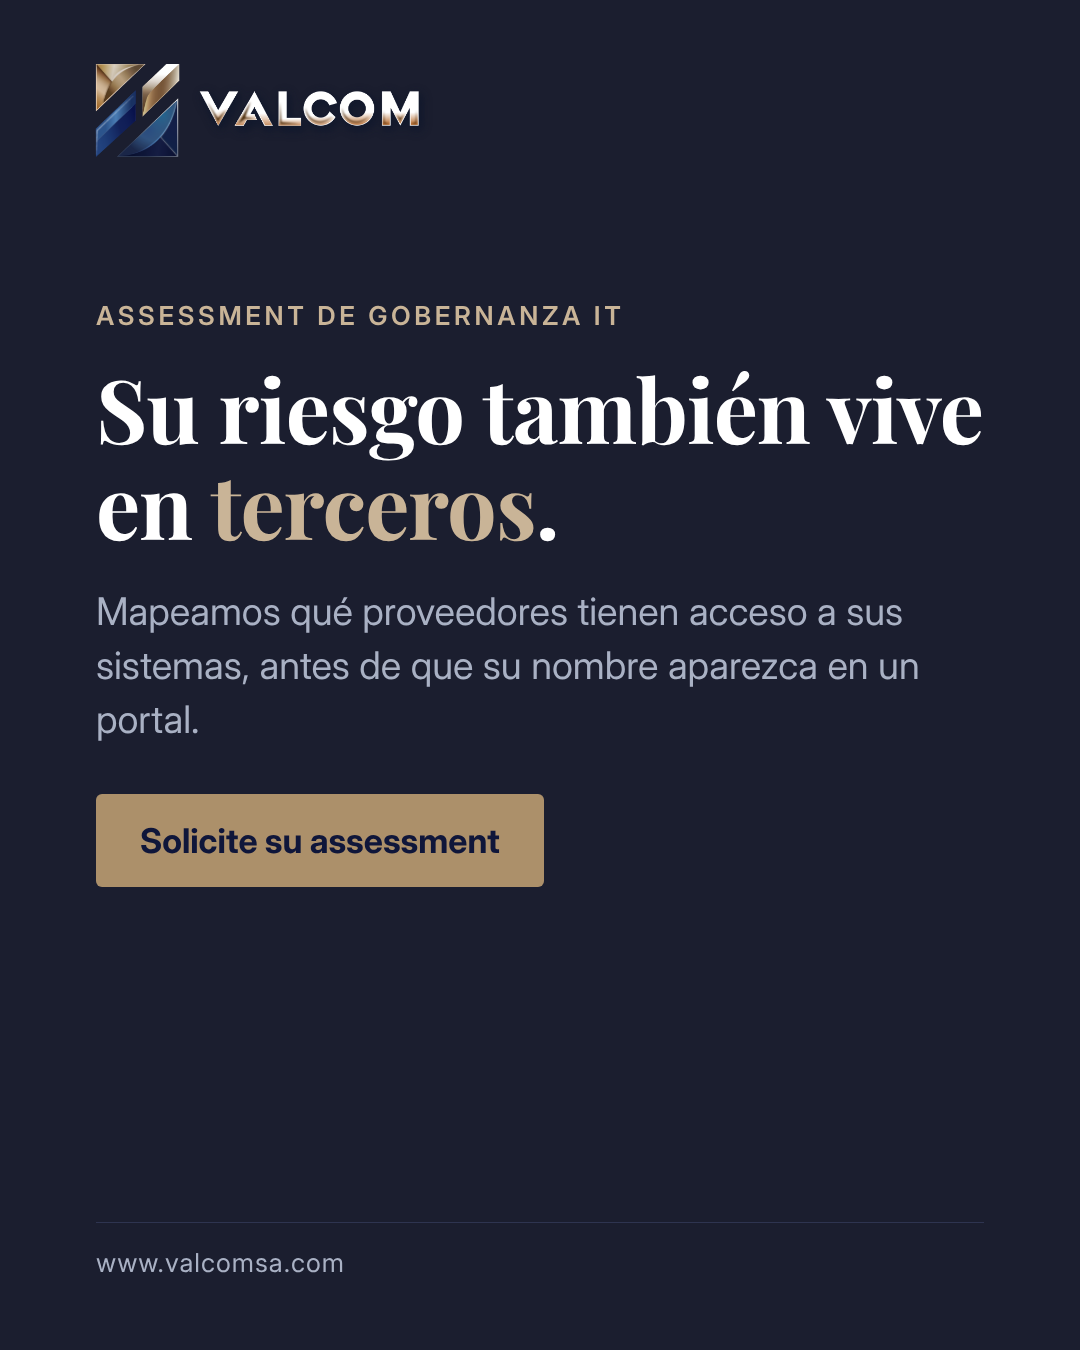 VALCOM
ASSESSMENT DE GOBERNANZA IT
Su riesgo también vive
en terceros.
Mapeamos qué proveedores tienen acceso a sus
sistemas, antes de que su nombre aparezca en un
portal.
Solicite su assessment
www.valcomsa.com